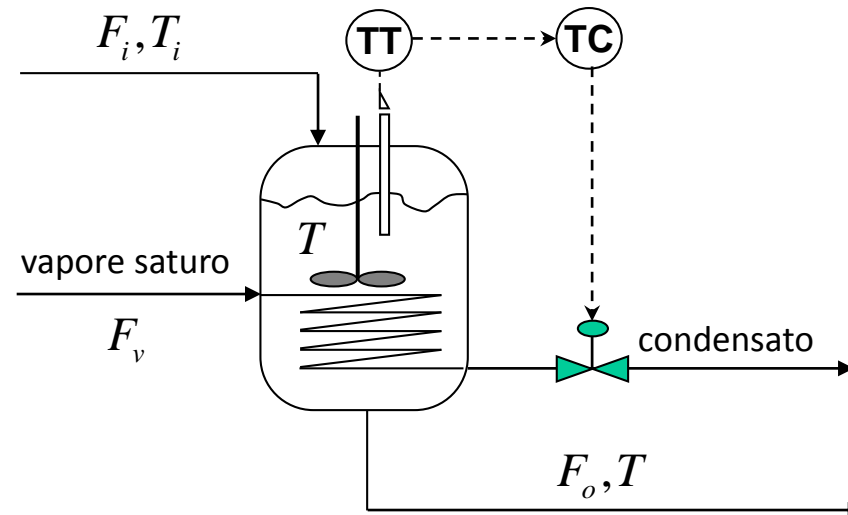 F_i, T_i
TT
TC
T
vapore saturo
F_v
condensato
F_o, T